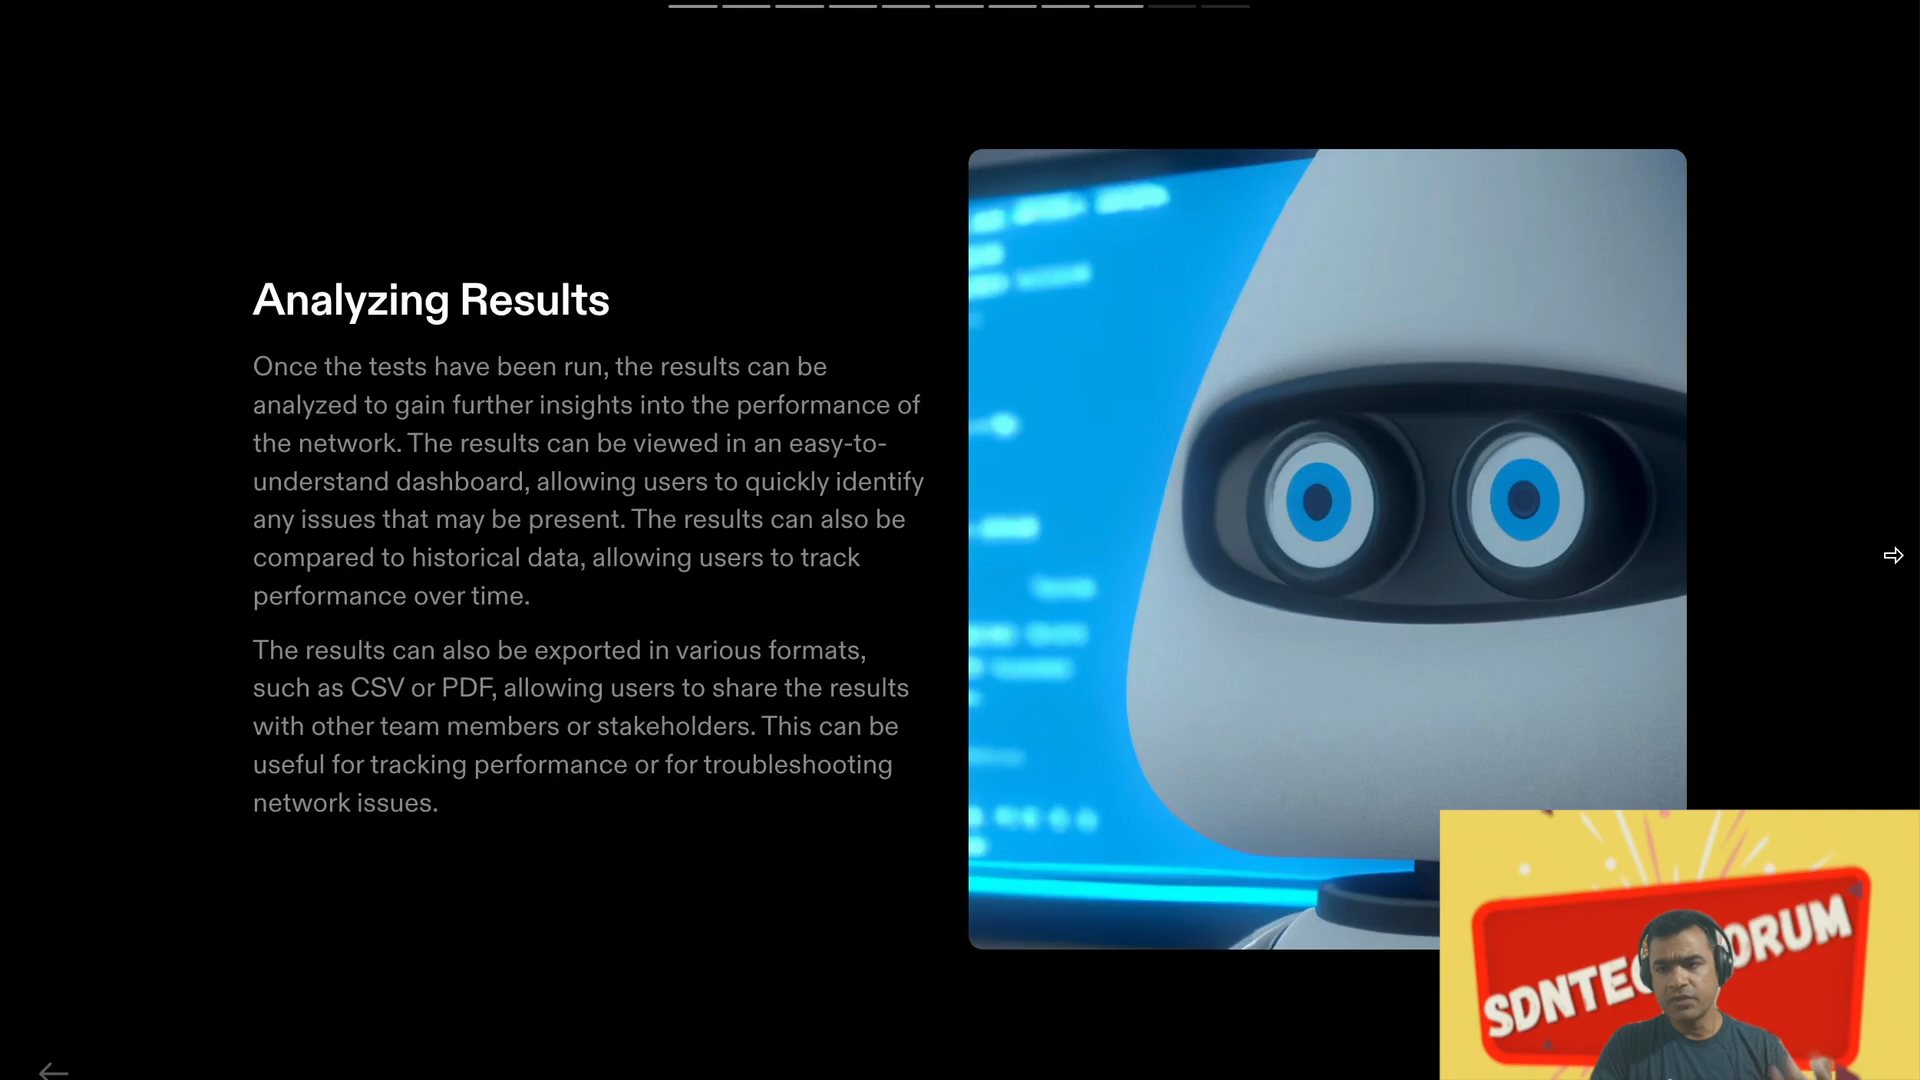 Analyzing Results
Once the tests have been run, the results can be
analyzed to gain further insights into the performance of
the network. The results can be viewed in an easy-to-
understand dashboard, allowing users to quickly identify
any issues that may be present. The results can also be
compared to historical data, allowing users to track
performance over time.
The results can also be exported in various formats,
such as CSV or PDF, allowing users to share the results
with other team members or stakeholders. This can be
useful for tracking performance or for troubleshooting
network issues.